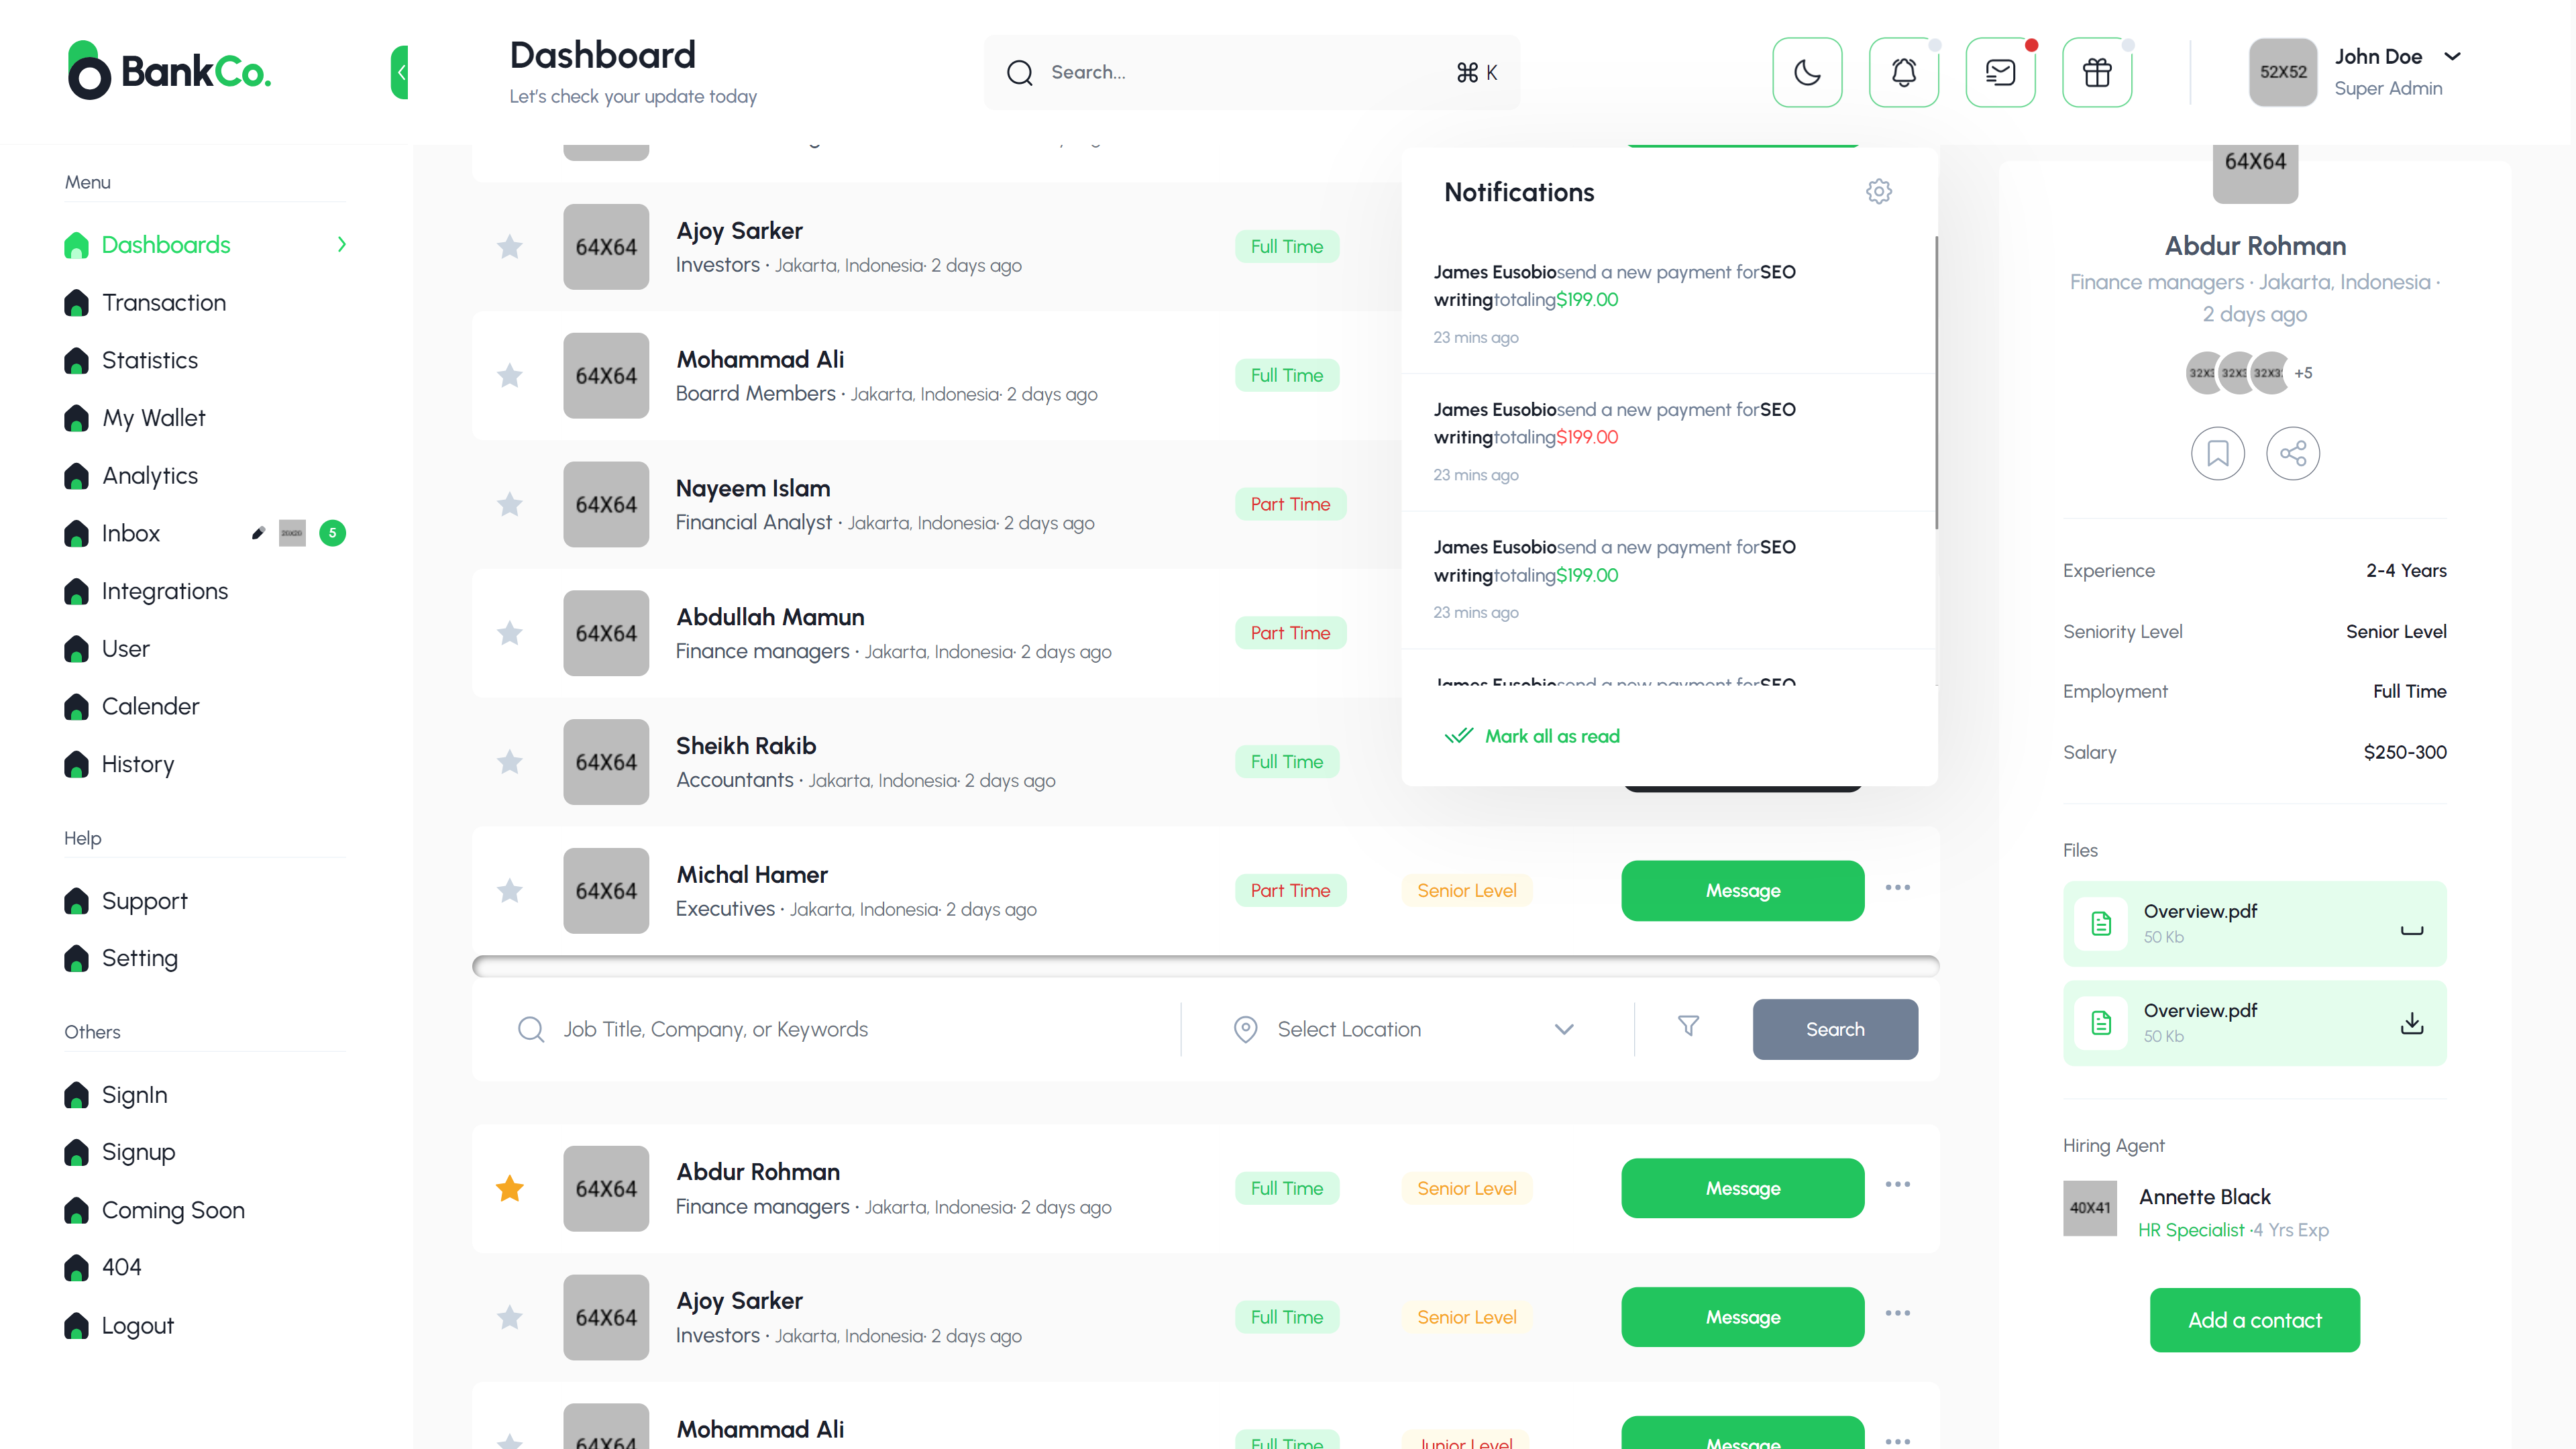 BankCo.
Dashboard
Let's check your update today
Search...
⌘ K
52X52
John Doe
Super Admin
Menu
Dashboards
Transaction
Statistics
My Wallet
Analytics
Inbox
5
Integrations
User
Calender
History
Help
Support
Setting
Others
SignIn
Signup
Coming Soon
404
Logout
64X64
Ajoy Sarker
Investors · Jakarta, Indonesia· 2 days ago
Full Time
64X64
Mohammad Ali
Boarrd Members · Jakarta, Indonesia· 2 days ago
Full Time
64X64
Nayeem Islam
Financial Analyst · Jakarta, Indonesia· 2 days ago
Part Time
64X64
Abdullah Mamun
Finance managers · Jakarta, Indonesia· 2 days ago
Part Time
64X64
Sheikh Rakib
Accountants · Jakarta, Indonesia· 2 days ago
Full Time
64X64
Michal Hamer
Executives · Jakarta, Indonesia· 2 days ago
Part Time
Senior Level
Message
Job Title, Company, or Keywords
Select Location
Search
64X64
Abdur Rohman
Finance managers · Jakarta, Indonesia· 2 days ago
Full Time
Senior Level
Message
64X64
Ajoy Sarker
Investors · Jakarta, Indonesia· 2 days ago
Full Time
Senior Level
Message
64X64
Mohammad Ali
Full Time
Junior Level
Message
Notifications
James Eusobiosend a new payment forSEO
writingtotaling$199.00
23 mins ago
James Eusobiosend a new payment forSEO
writingtotaling$199.00
23 mins ago
James Eusobiosend a new payment forSEO
writingtotaling$199.00
23 mins ago
James Eusobiosend a new payment forSEO
Mark all as read
64X64
Abdur Rohman
Finance managers · Jakarta, Indonesia ·
2 days ago
32X3 32X3 32X3 +5
Experience
2-4 Years
Seniority Level
Senior Level
Employment
Full Time
Salary
$250-300
Files
Overview.pdf
50 Kb
Overview.pdf
50 Kb
Hiring Agent
40X41
Annette Black
HR Specialist ·4 Yrs Exp
Add a contact